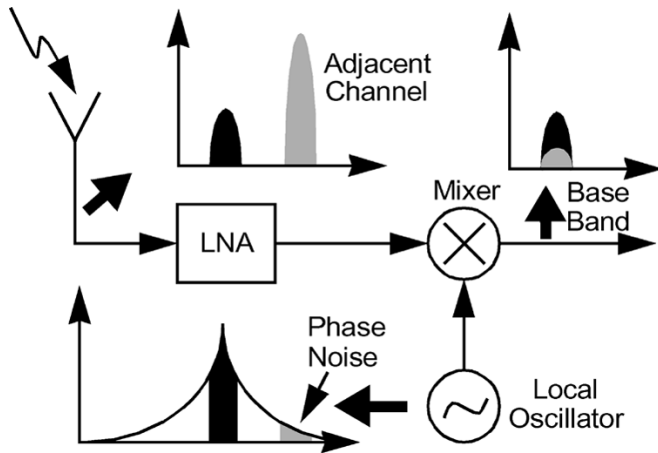 Adjacent
Channel
Mixer
Base
Band
LNA
Phase
Noise
Local
Oscillator